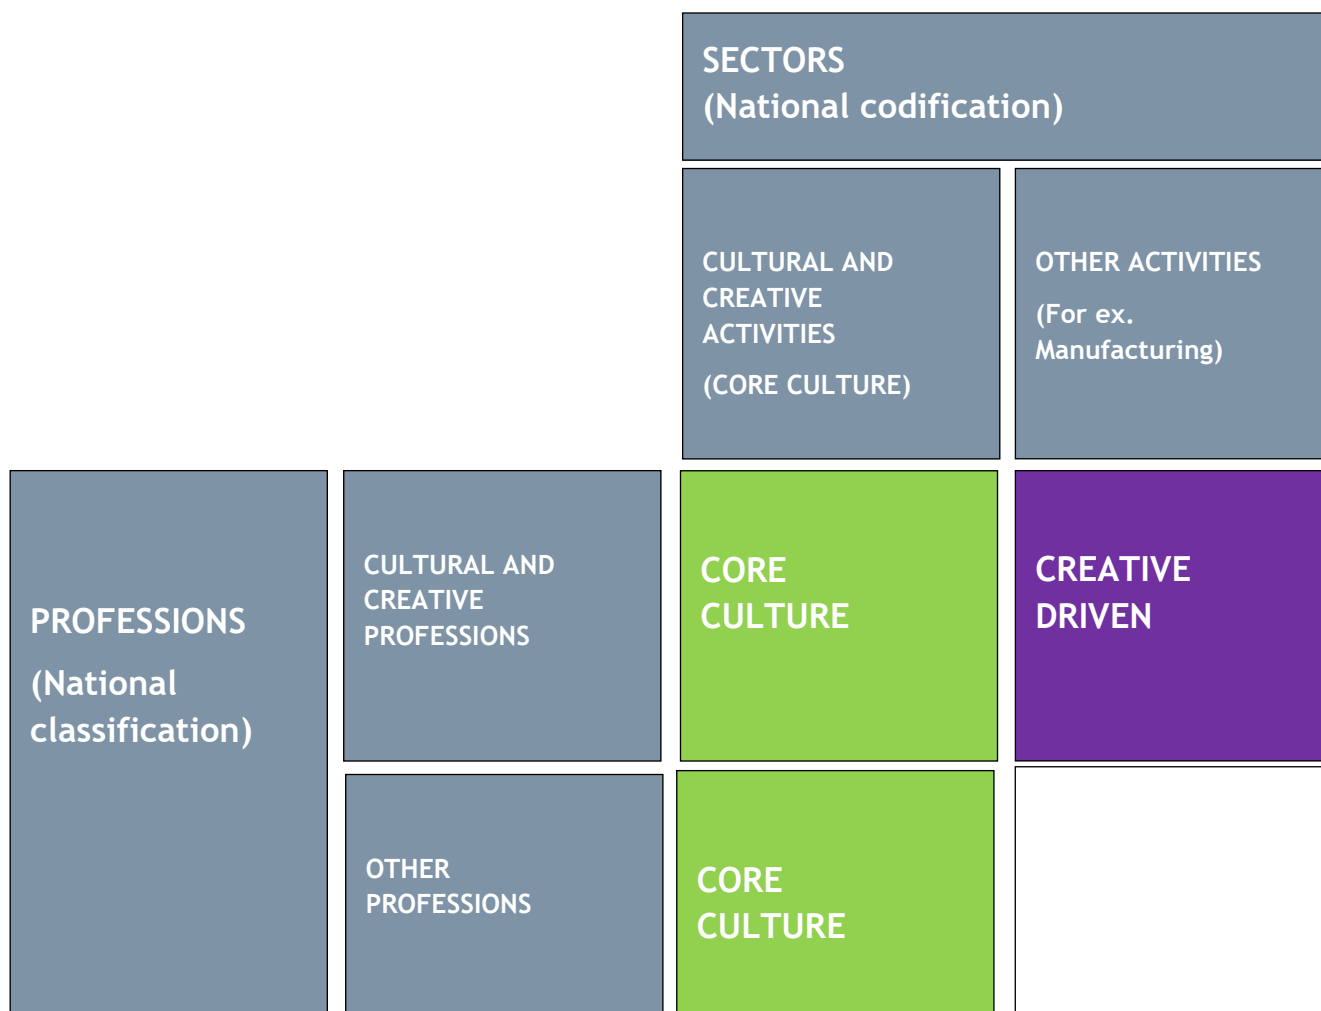 SECTORS
(National codification)
CULTURAL AND
CREATIVE
ACTIVITIES
(CORE CULTURE)
OTHER ACTIVITIES
(For ex.
Manufacturing)
PROFESSIONS
(National
classification)
CULTURAL AND
CREATIVE
PROFESSIONS
CORE
CULTURE
CREATIVE
DRIVEN
OTHER
PROFESSIONS
CORE
CULTURE